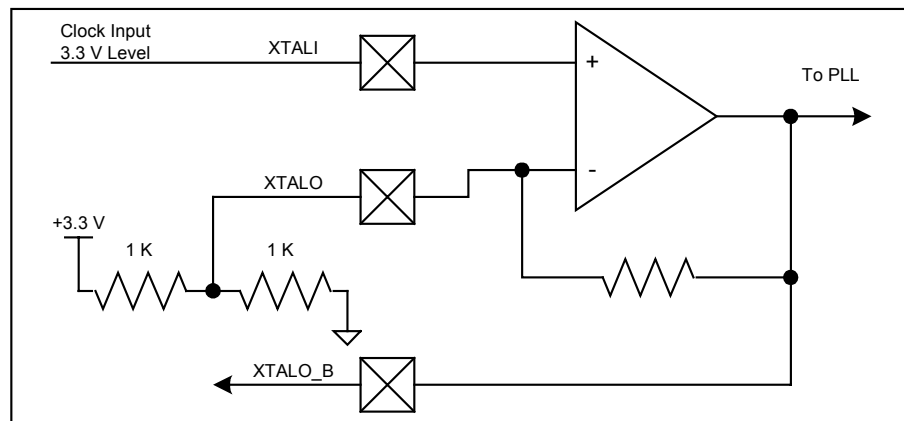 Clock Input
3.3 V Level
XTALI
+
To PLL
-
XTALO
+3.3 V
1 K
1 K
XTALO_B